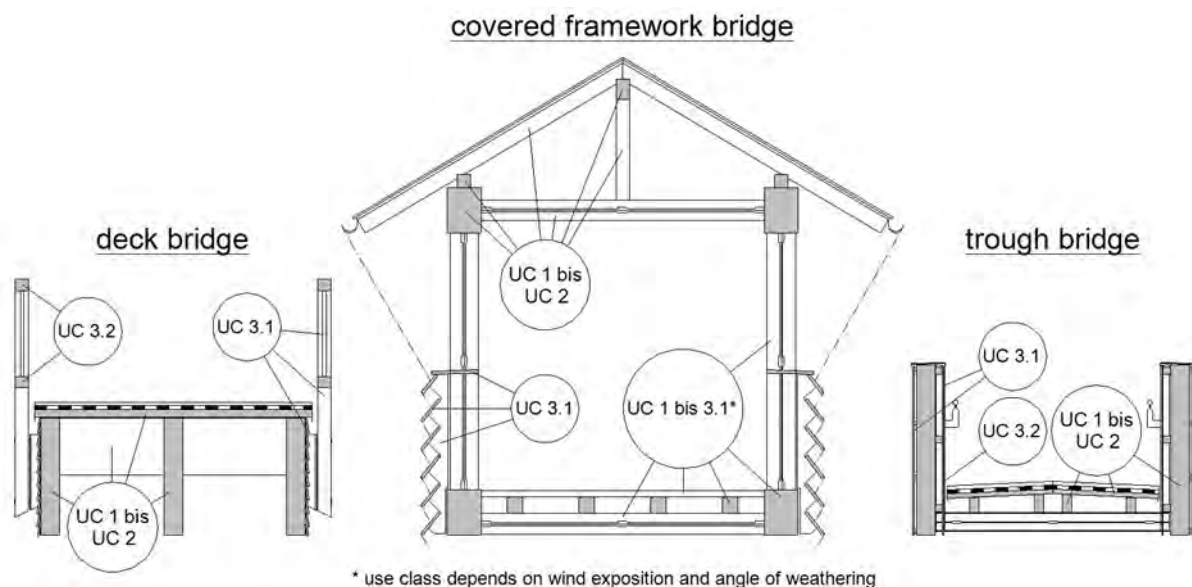 covered framework bridge
deck bridge
trough bridge
UC 3.2
UC 3.1
UC 1 bis
UC 2
UC 1 bis
UC 2
UC 3.1
UC 1 bis 3.1*
UC 3.1
UC 3.2
UC 1 bis
UC 2
* use class depends on wind exposition and angle of weathering